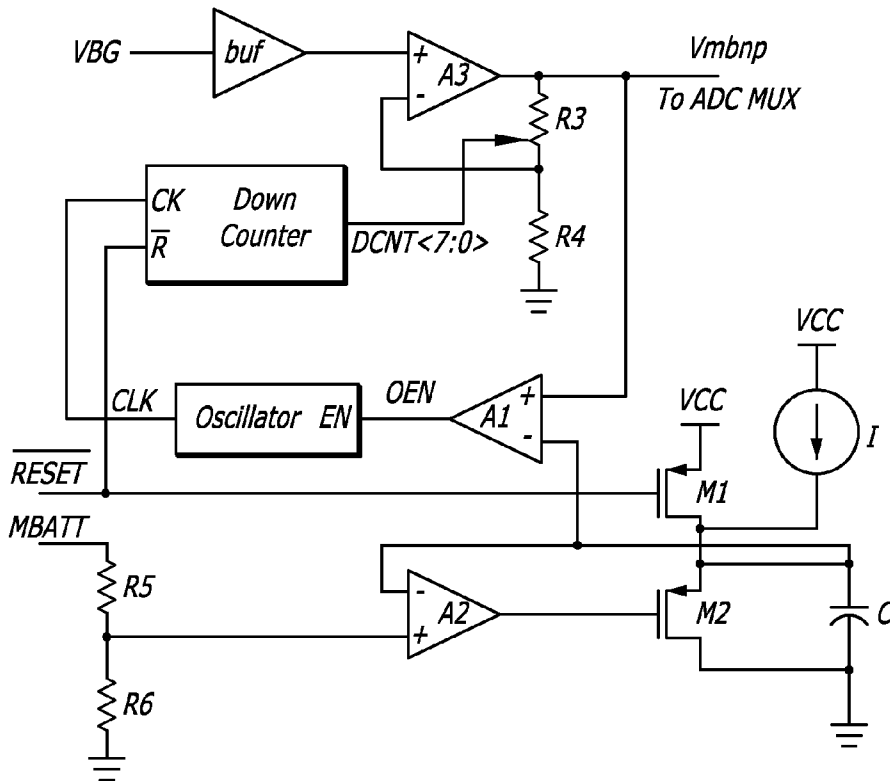 VBG
buf
+
-
A3
Vmbnp
To ADC MUX
R3
R4
CK
R̅
Down
Counter
DCNT<7:0>
VCC
VCC
CLK
Oscillator EN
OEN
A1
+
-
I
R̅E̅S̅E̅T̅
M1
MBATT
R5
-
+
A2
M2
C
R6